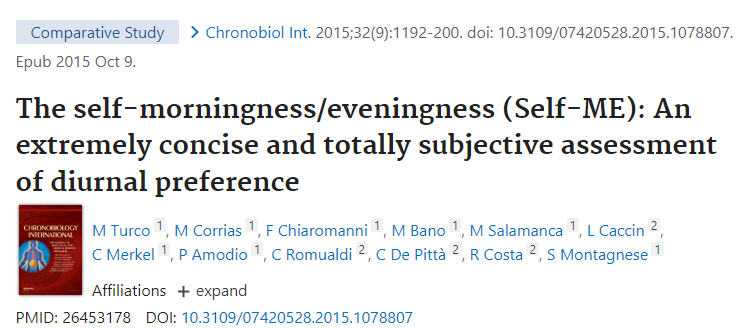 Comparative Study
Chronobiol Int. 2015;32(9):1192-200. doi: 10.3109/07420528.2015.1078807.
Epub 2015 Oct 9.
The self-morningness/eveningness (Self-ME): An
extremely concise and totally subjective assessment
of diurnal preference
CHRONOBIOLOGY
INTERNATIONAL
M Turco 1, M Corrias 1, F Chiaromanni 1, M Bano 1, M Salamanca 1, L Caccin 2,
C Merkel 1, P Amodio 1, C Romualdi 2, C De Pittà 2, R Costa 2, S Montagnese 1
Affiliations + expand
PMID: 26453178 DOI: 10.3109/07420528.2015.1078807